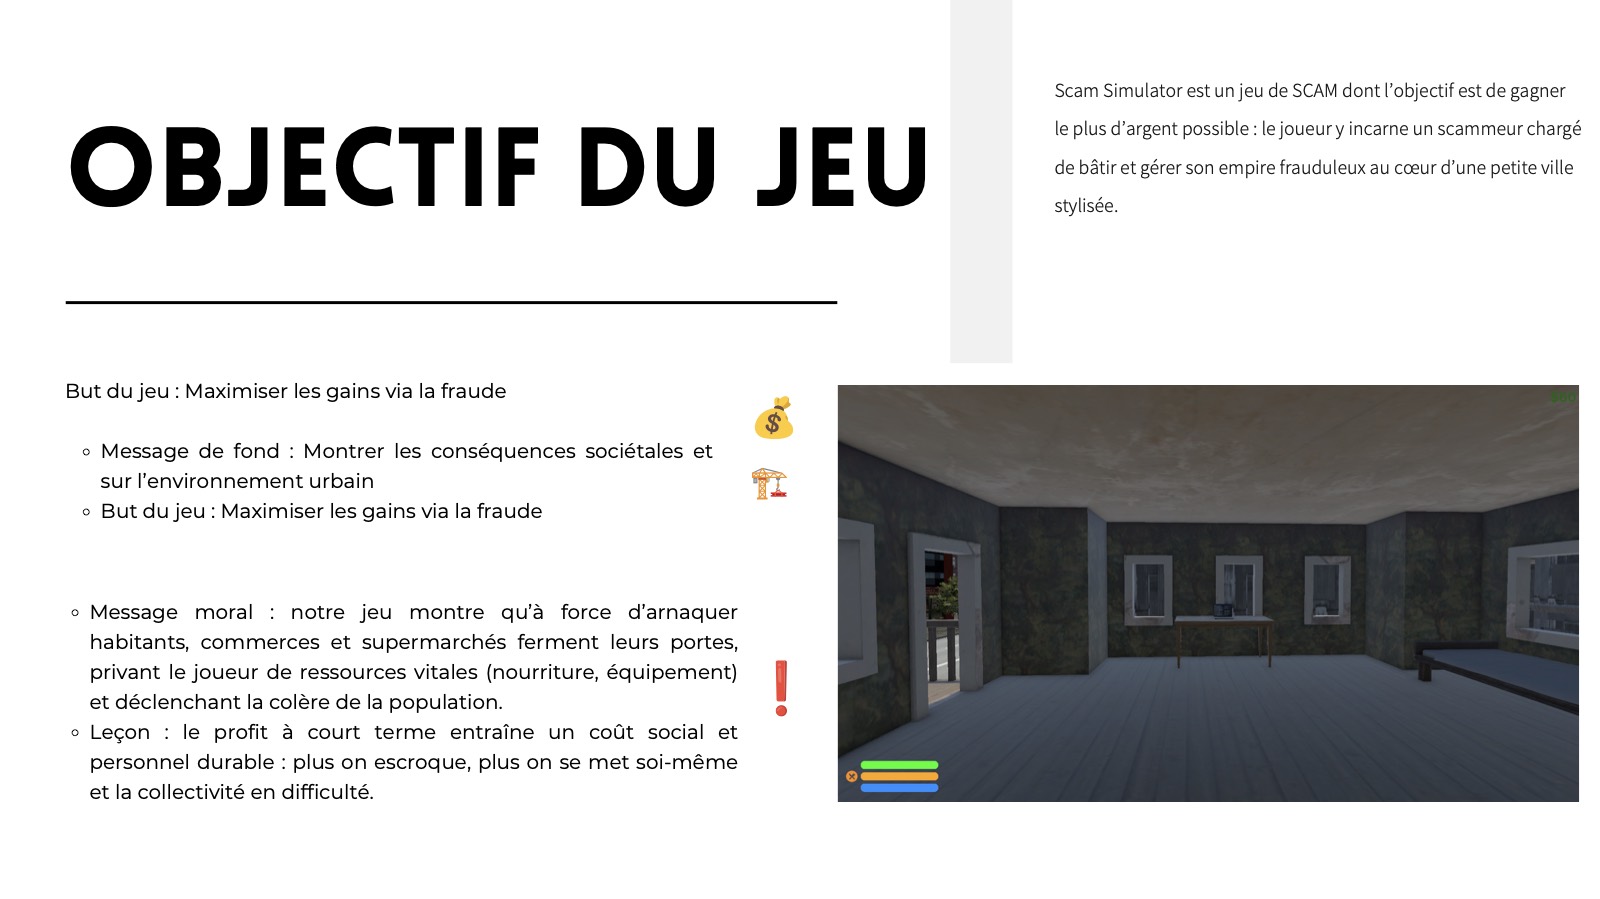 OBJECTIF DU JEU
Scam Simulator est un jeu de SCAM dont l’objectif est de gagner
le plus d’argent possible : le joueur y incarne un scammeur chargé
de bâtir et gérer son empire frauduleux au cœur d’une petite ville
stylisée.
But du jeu : Maximiser les gains via la fraude
Message de fond : Montrer les conséquences sociétales et
sur l’environnement urbain
But du jeu : Maximiser les gains via la fraude
Message moral : notre jeu montre qu’à force d’arnaquer
habitants, commerces et supermarchés ferment leurs portes,
privant le joueur de ressources vitales (nourriture, équipement)
et déclenchant la colère de la population.
Leçon : le profit à court terme entraîne un coût social et
personnel durable : plus on escroque, plus on se met soi-même
et la collectivité en difficulté.